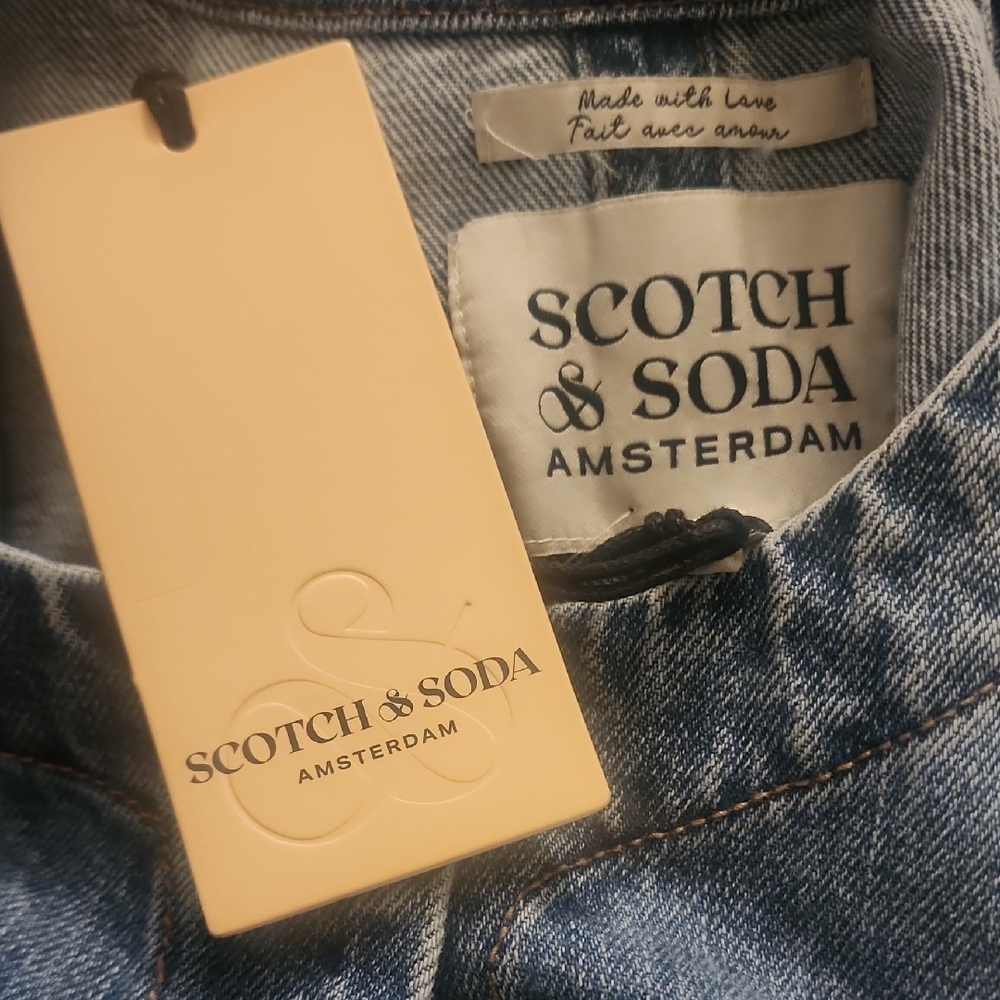 Made with Love
Fait avec amour
SCOTCH
& SODA
AMSTERDAM
SCOTCH & SODA
AMSTERDAM
&